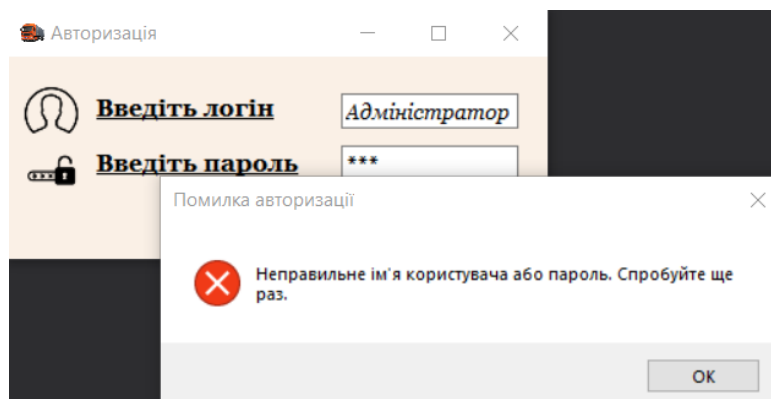 Авторизація
Введіть логін
Адміністратор
Введіть пароль
***
Помилка авторизації
Неправильне ім'я користувача або пароль. Спробуйте ще
раз.
OK